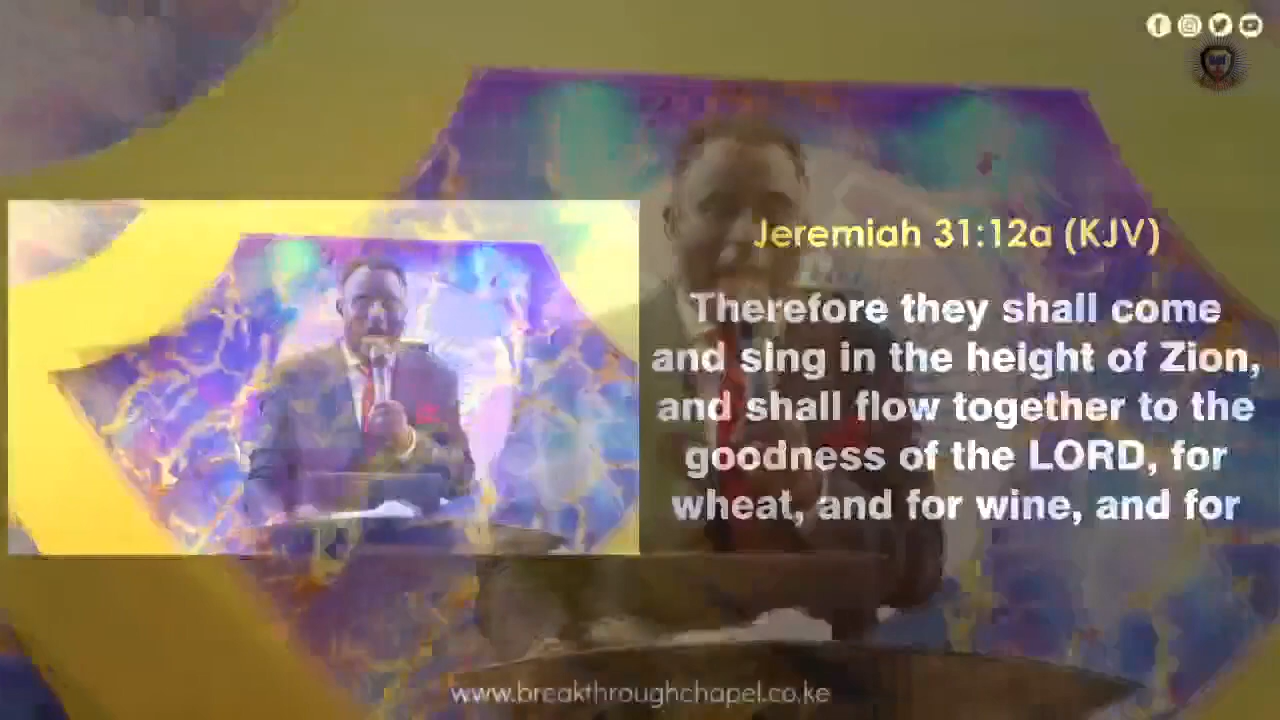 Jeremiah 31:12a (KJV)
Therefore they shall come
and sing in the height of Zion,
and shall flow together to the
goodness of the LORD, for
wheat, and for wine, and for
www.breakthroughchapel.co.ke